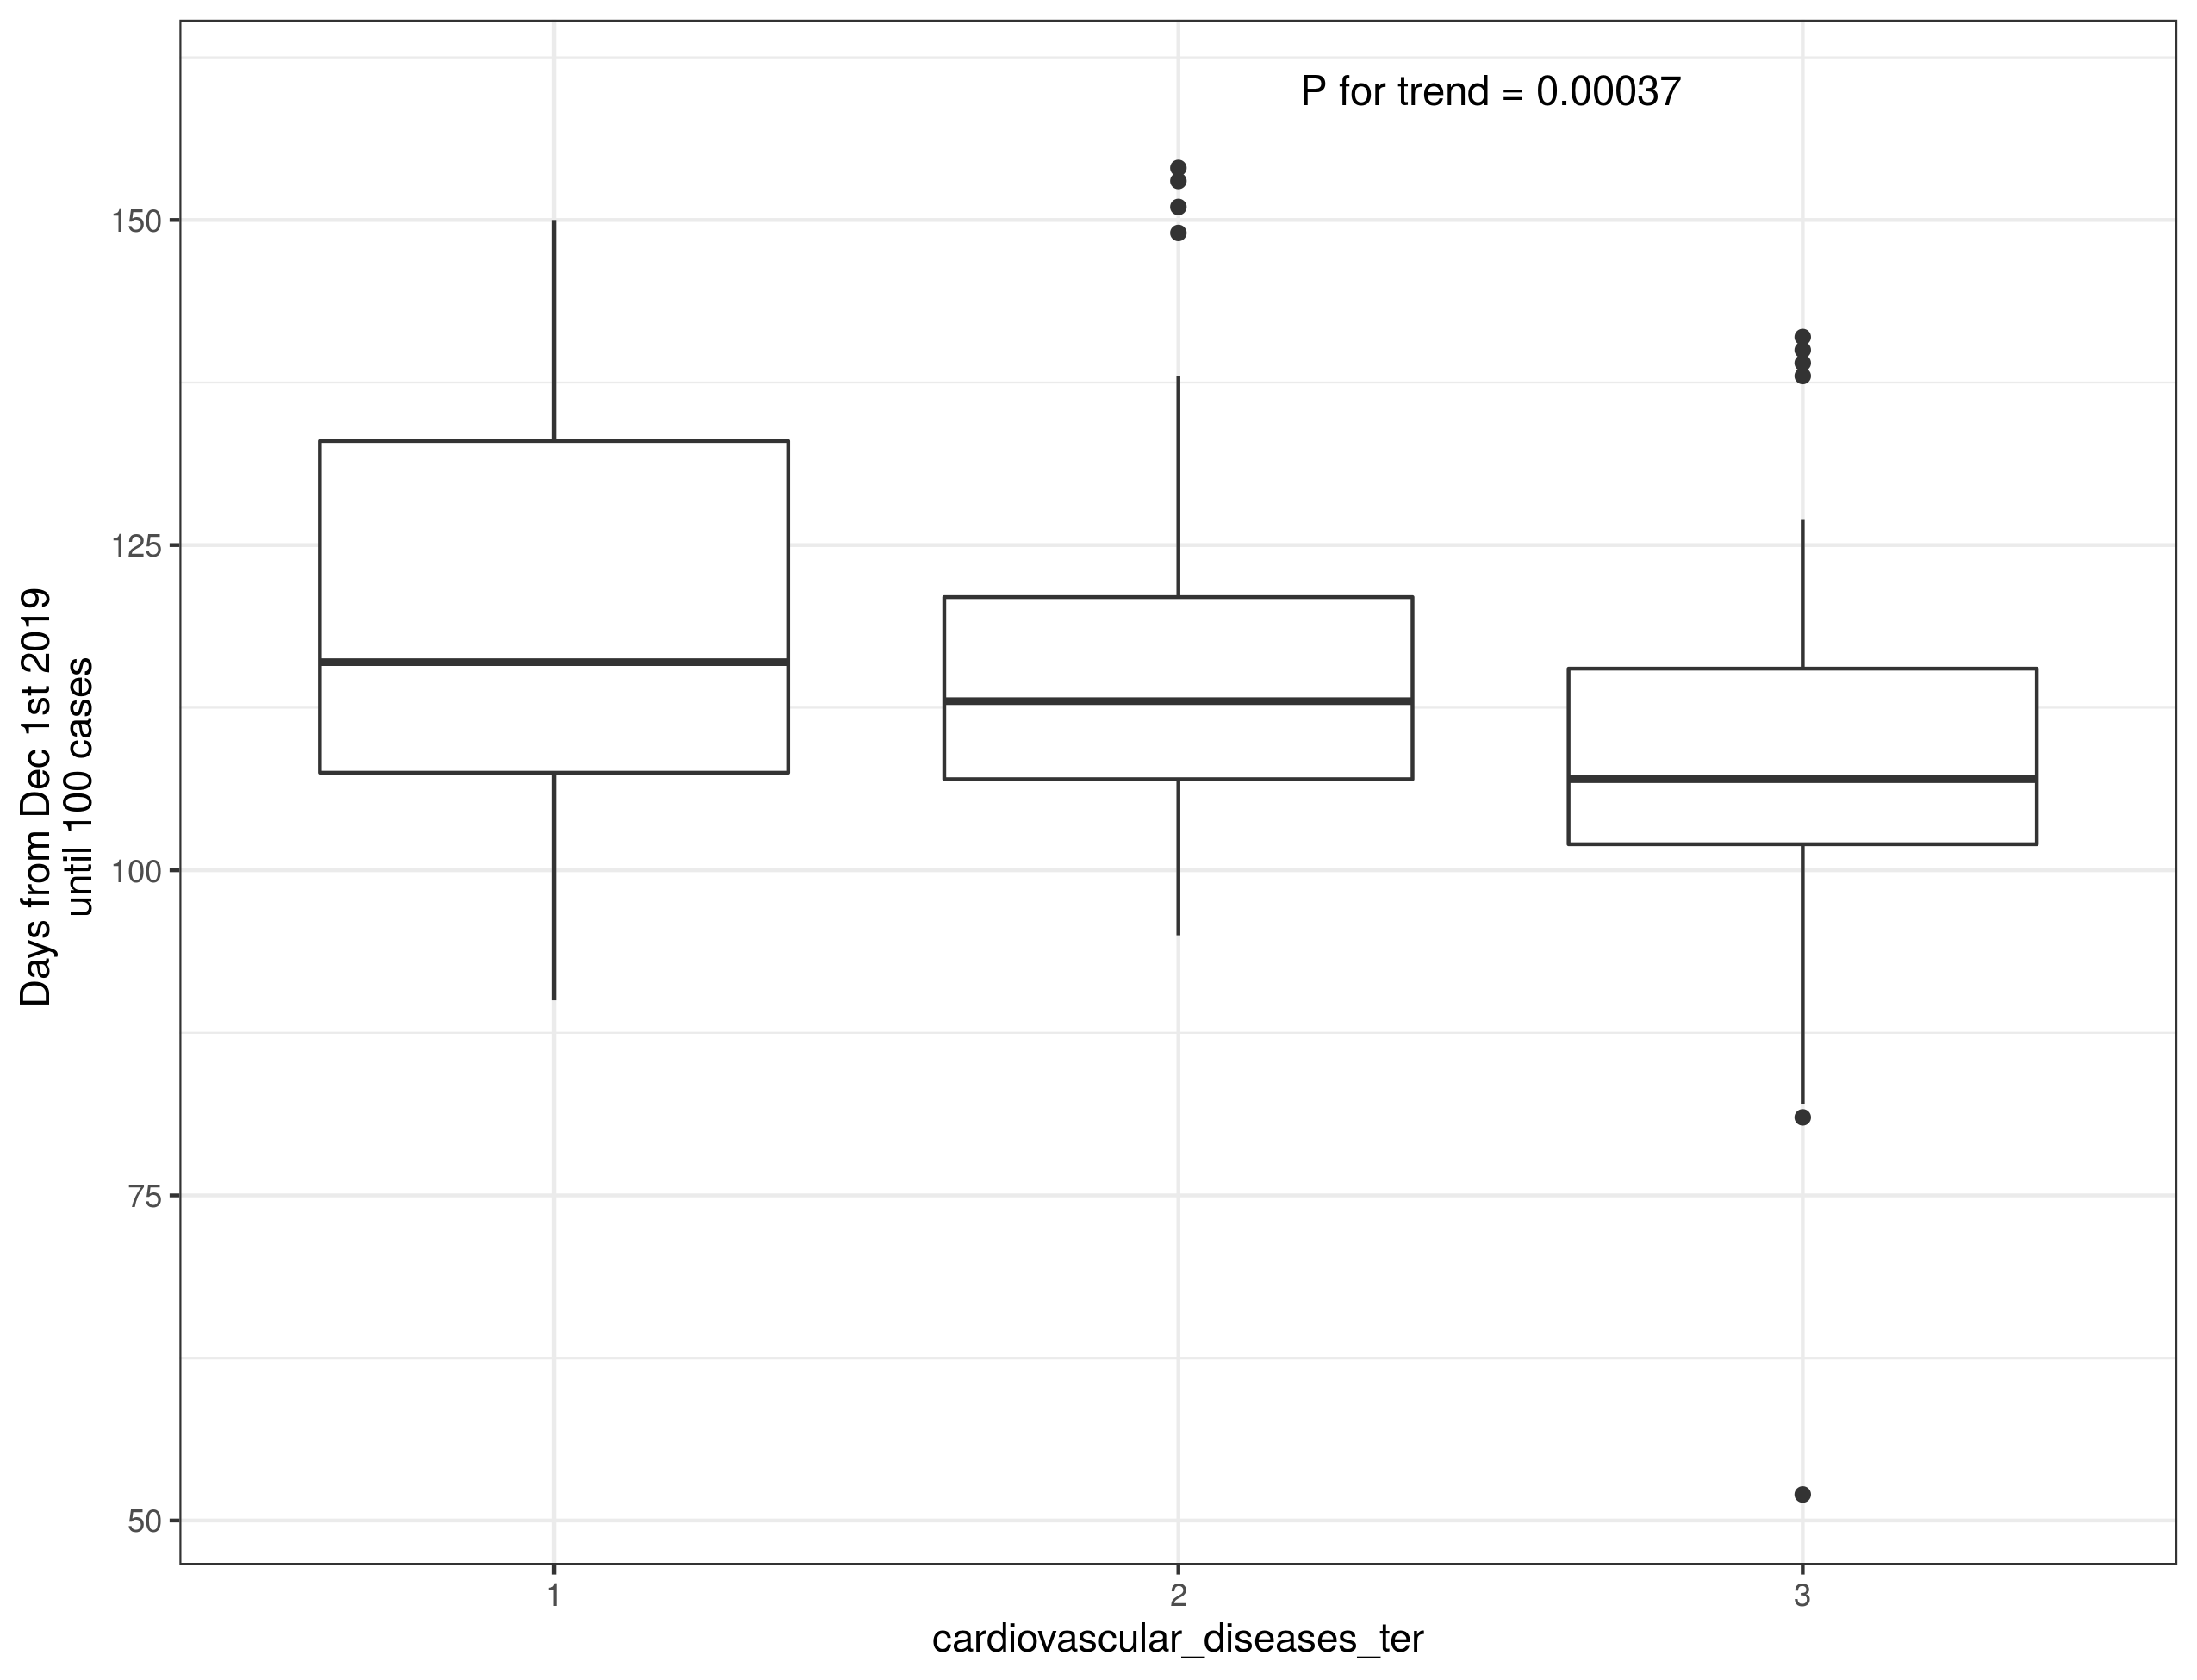 P for trend = 0.00037
150
125
100
75
50
Days from Dec 1st 2019
until 100 cases
1
2
3
cardiovascular_diseases_ter